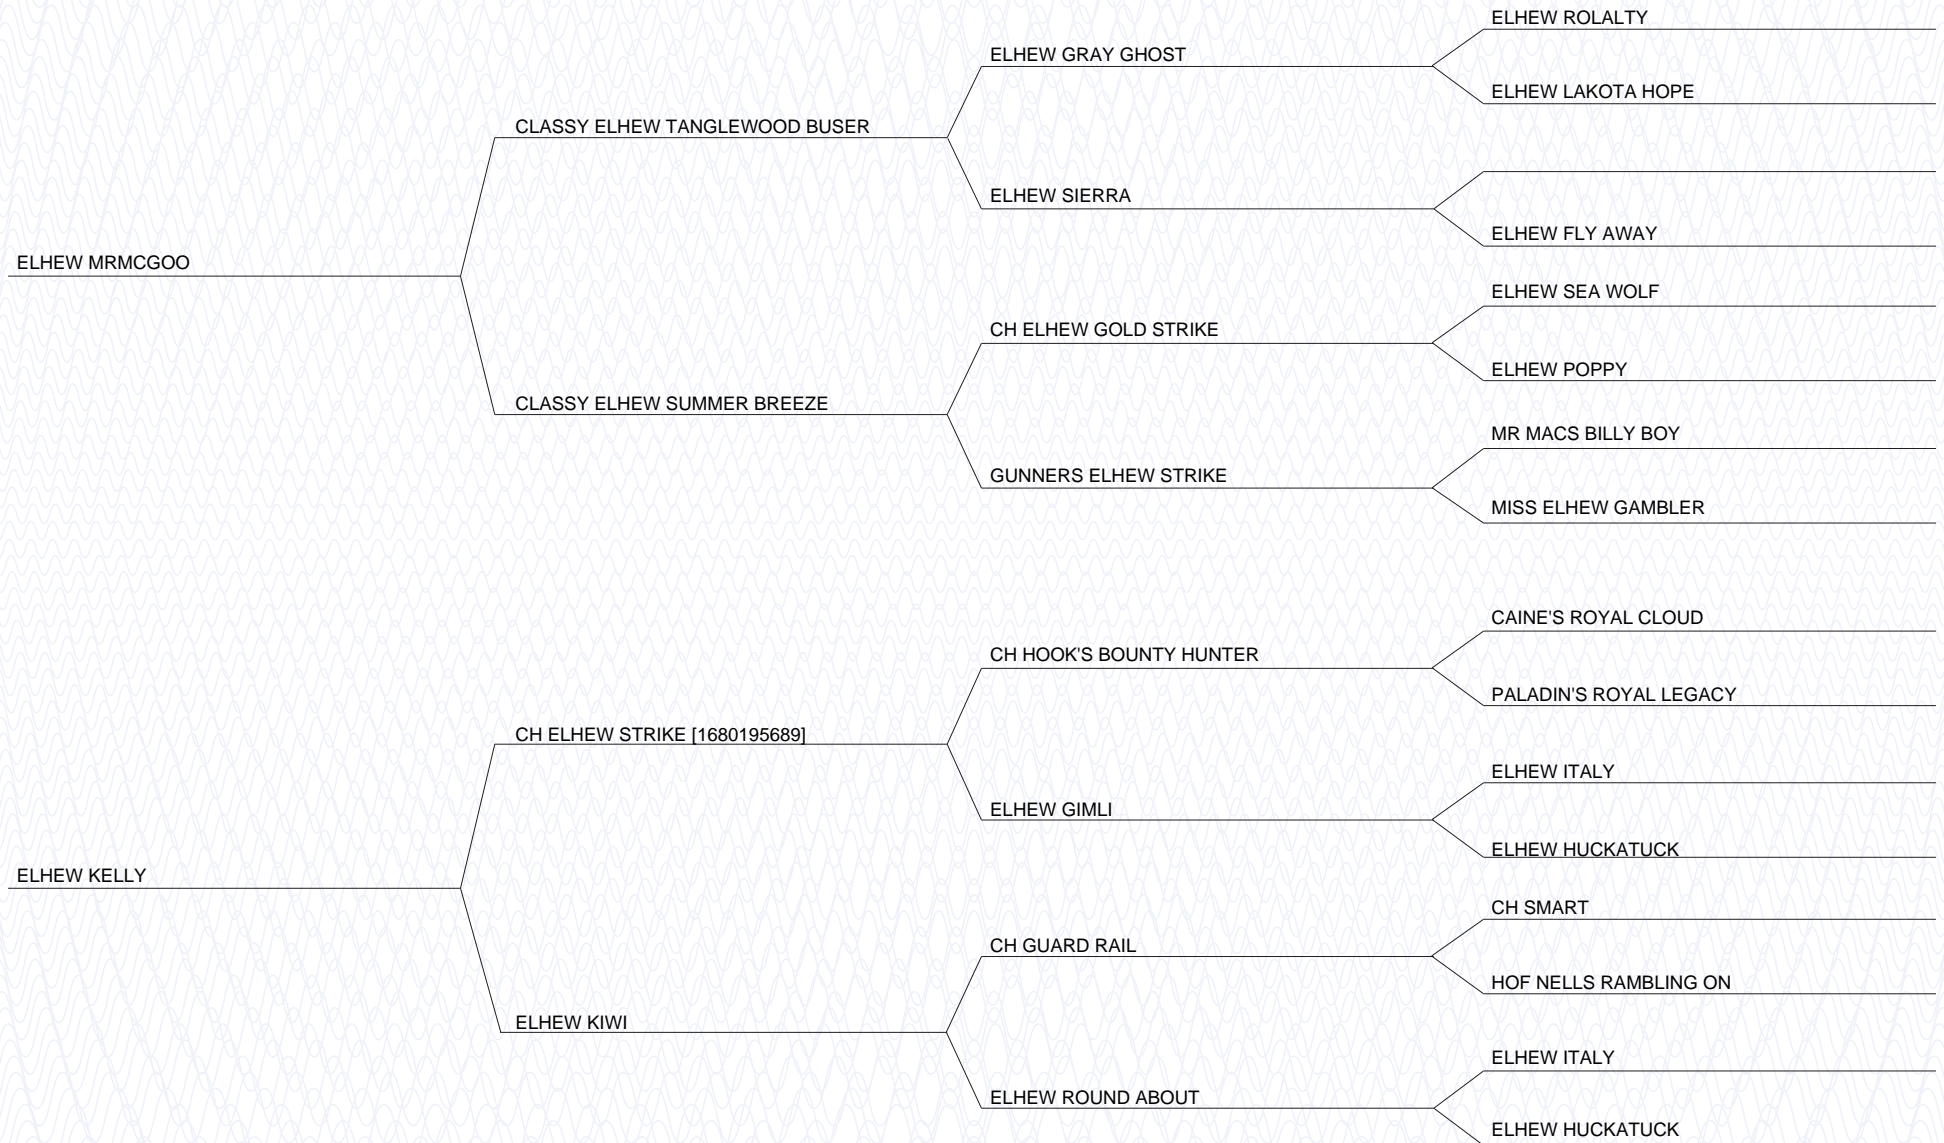 ELHEW ROLALTY
ELHEW GRAY GHOST
ELHEW LAKOTA HOPE
CLASSY ELHEW TANGLEWOOD BUSER
ELHEW SIERRA
ELHEW FLY AWAY
ELHEW MRMCGOO
ELHEW SEA WOLF
CH ELHEW GOLD STRIKE
ELHEW POPPY
CLASSY ELHEW SUMMER BREEZE
MR MACS BILLY BOY
GUNNERS ELHEW STRIKE
MISS ELHEW GAMBLER
CAINE'S ROYAL CLOUD
CH HOOK'S BOUNTY HUNTER
PALADIN'S ROYAL LEGACY
CH ELHEW STRIKE [1680195689]
ELHEW ITALY
ELHEW GIMLI
ELHEW HUCKATUCK
ELHEW KELLY
CH SMART
CH GUARD RAIL
HOF NELLS RAMBLING ON
ELHEW KIWI
ELHEW ITALY
ELHEW ROUND ABOUT
ELHEW HUCKATUCK